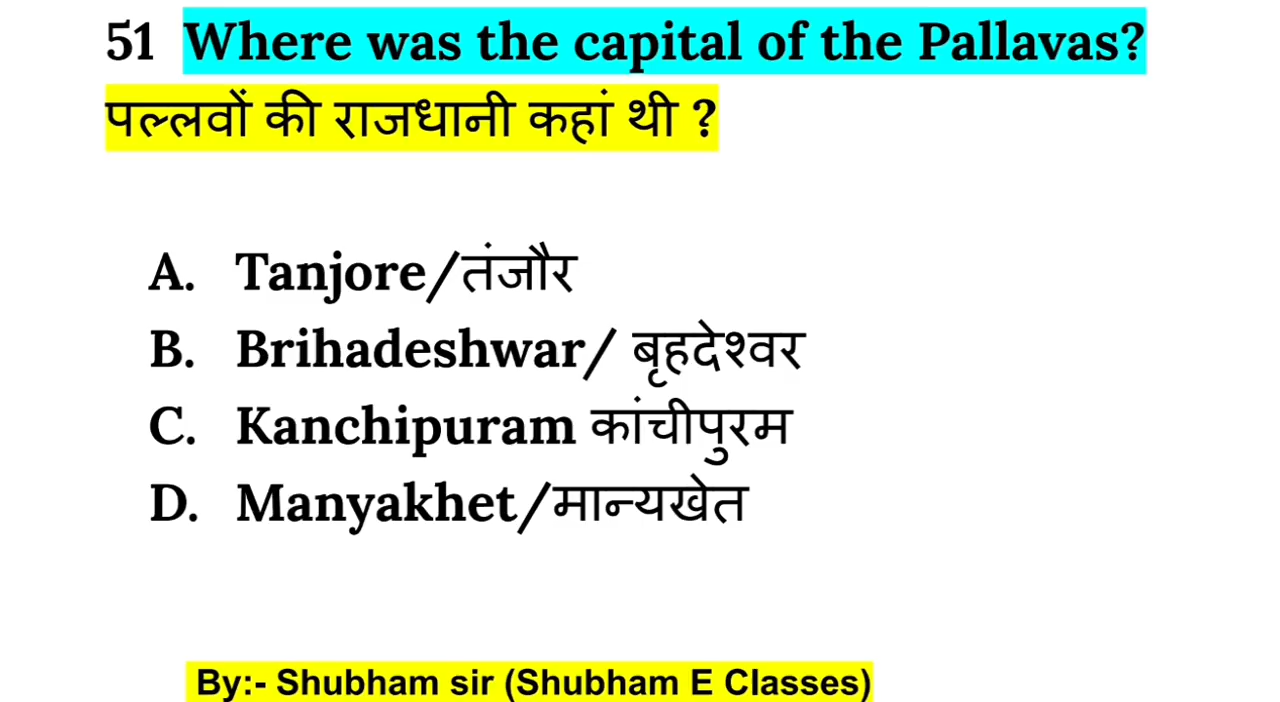 51 Where was the capital of the Pallavas?
पल्लवों की राजधानी कहां थी ?
A. Tanjore/तंजौर
B. Brihadeshwar/ बृहदेश्वर
C. Kanchipuram कांचीपुरम
D. Manyakhet/मान्यखेत
By:- Shubham sir (Shubham E Classes)